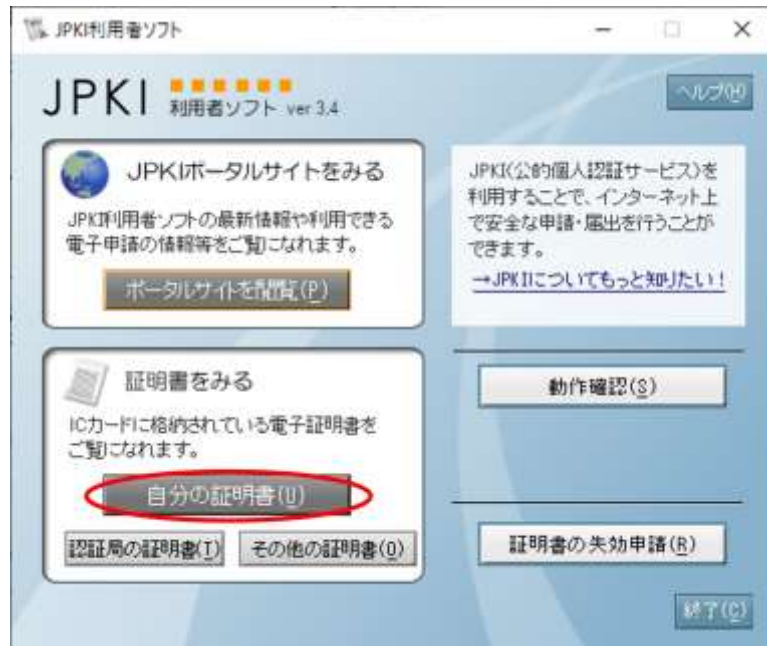 JPKI利用者ソフト
JPKI 利用者ソフト ver 3.4
ヘルプ(H)
JPKIポータルサイトをみる
JPKI利用者ソフトの最新情報や利用できる
電子申請の情報等をご覧になれます。
ポータルサイトを閲覧(P)
JPKI(公的個人認証サービス)を
利用することで、インターネット上
で安全な申請・届出を行うことが
できます。
→JPKIについてもっと知りたい!
証明書をみる
ICカードに格納されている電子証明書を
ご覧になれます。
自分の証明書(U)
認証局の証明書(I)
その他の証明書(O)
動作確認(S)
証明書の失効申請(R)
終了(C)